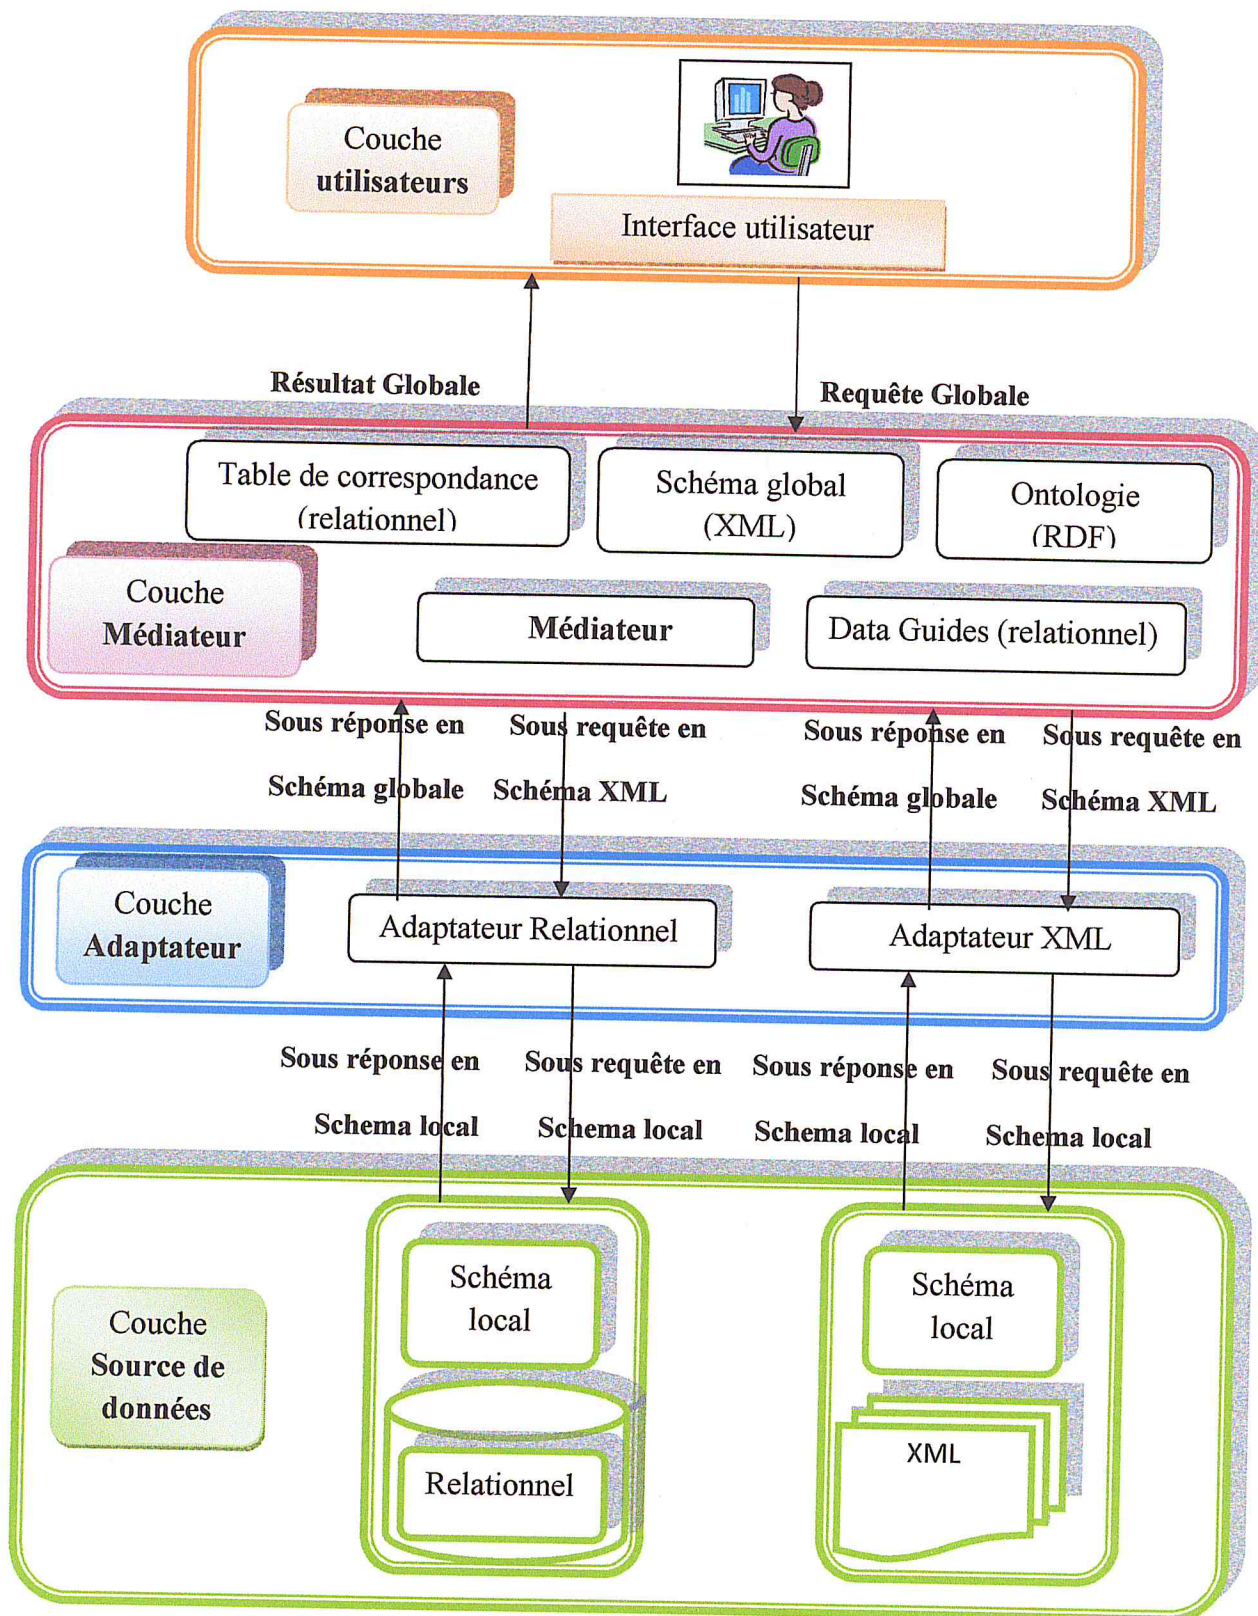 Couche
utilisateurs
Interface utilisateur
Résultat Globale
Requête Globale
Table de correspondance
(relationnel)
Schéma global
(XML)
Ontologie
(RDF)
Couche
Médiateur
Médiateur
Data Guides (relationnel)
Sous réponse en
Schéma globale
Sous requête en
Schéma XML
Sous réponse en
Schéma globale
Sous requête en
Schéma XML
Couche
Adaptateur
Adaptateur Relationnel
Adaptateur XML
Sous réponse en
Schema local
Sous requête en
Schema local
Sous réponse en
Schema local
Sous requête en
Schema local
Couche
Source de
données
Schéma
local
Relationnel
Schéma
local
XML